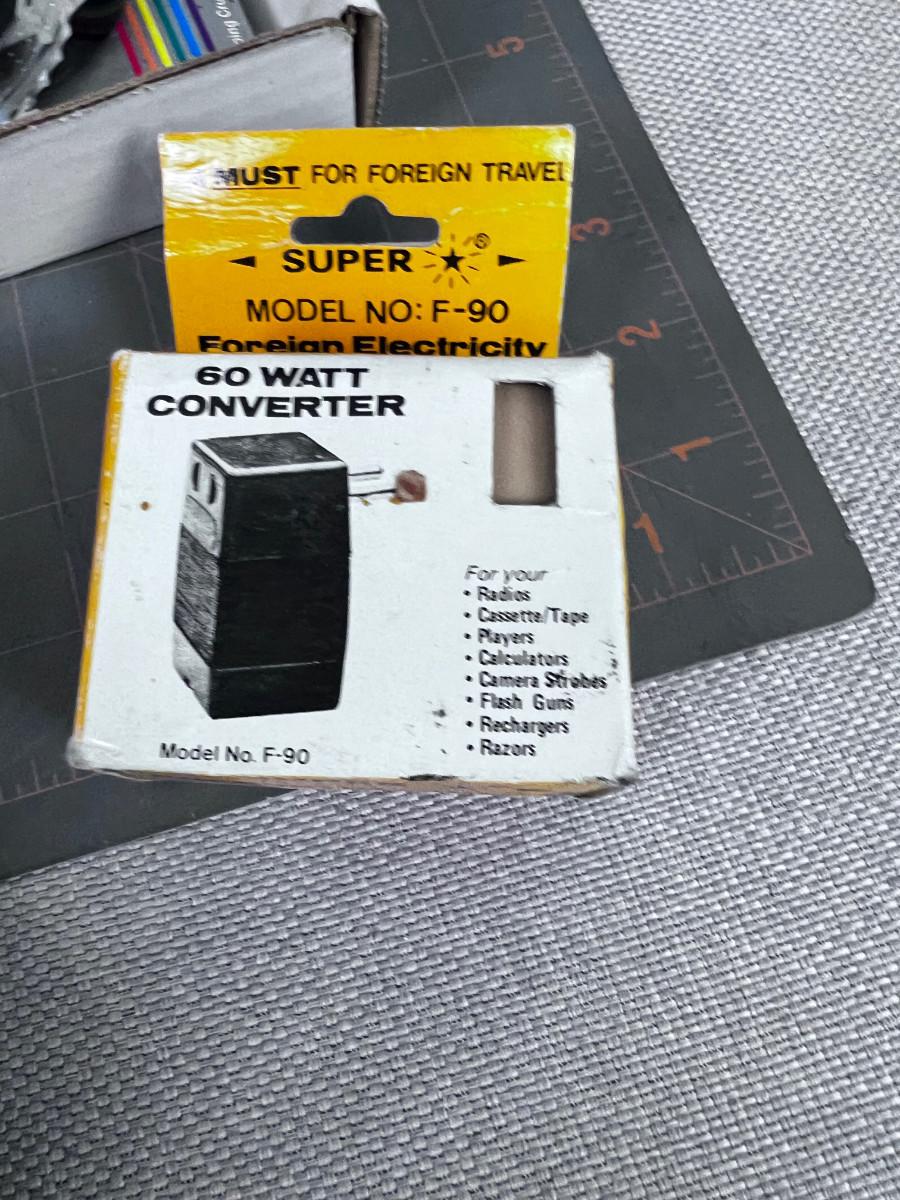 MUST FOR FOREIGN TRAVEL
SUPER ®
MODEL NO: F-90
Foreign Electricity
60 WATT
CONVERTER
For your
• Radios
• Cassette/Tape
• Players
• Calculators
• Camera Strobes
• Flash Guns
• Rechargers
• Razors
Model No. F-90
5
3
2
1
1